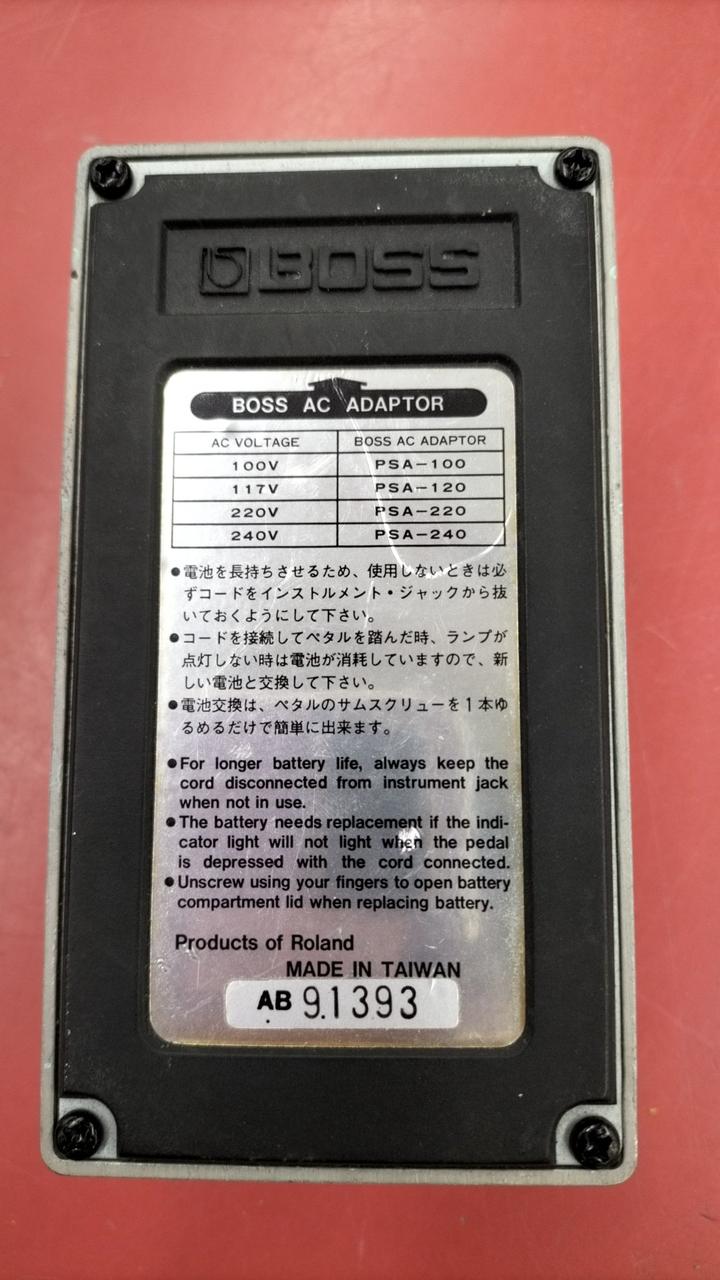 BOSS
BOSS AC ADAPTOR
AC VOLTAGE BOSS AC ADAPTOR
100V PSA-100
117V PSA-120
220V PSA-220
240V PSA-240
●電池を長持ちさせるため、使用しないときは必
ずコードをインストルメント・ジャックから抜
いておくようにして下さい。
●コードを接続してペタルを踏んだ時、ランプが
点灯しない時は電池が消耗していますので、新
しい電池と交換して下さい。
●電池交換は、ペタルのサムスクリューを1本ゆ
るめるだけで簡単に出来ます。
●For longer battery life, always keep the
cord disconnected from instrument jack
when not in use.
●The battery needs replacement if the indi-
cator light will not light when the pedal
is depressed with the cord connected.
●Unscrew using your fingers to open battery
compartment lid when replacing battery.
Products of Roland
MADE IN TAIWAN
AB 9.1393